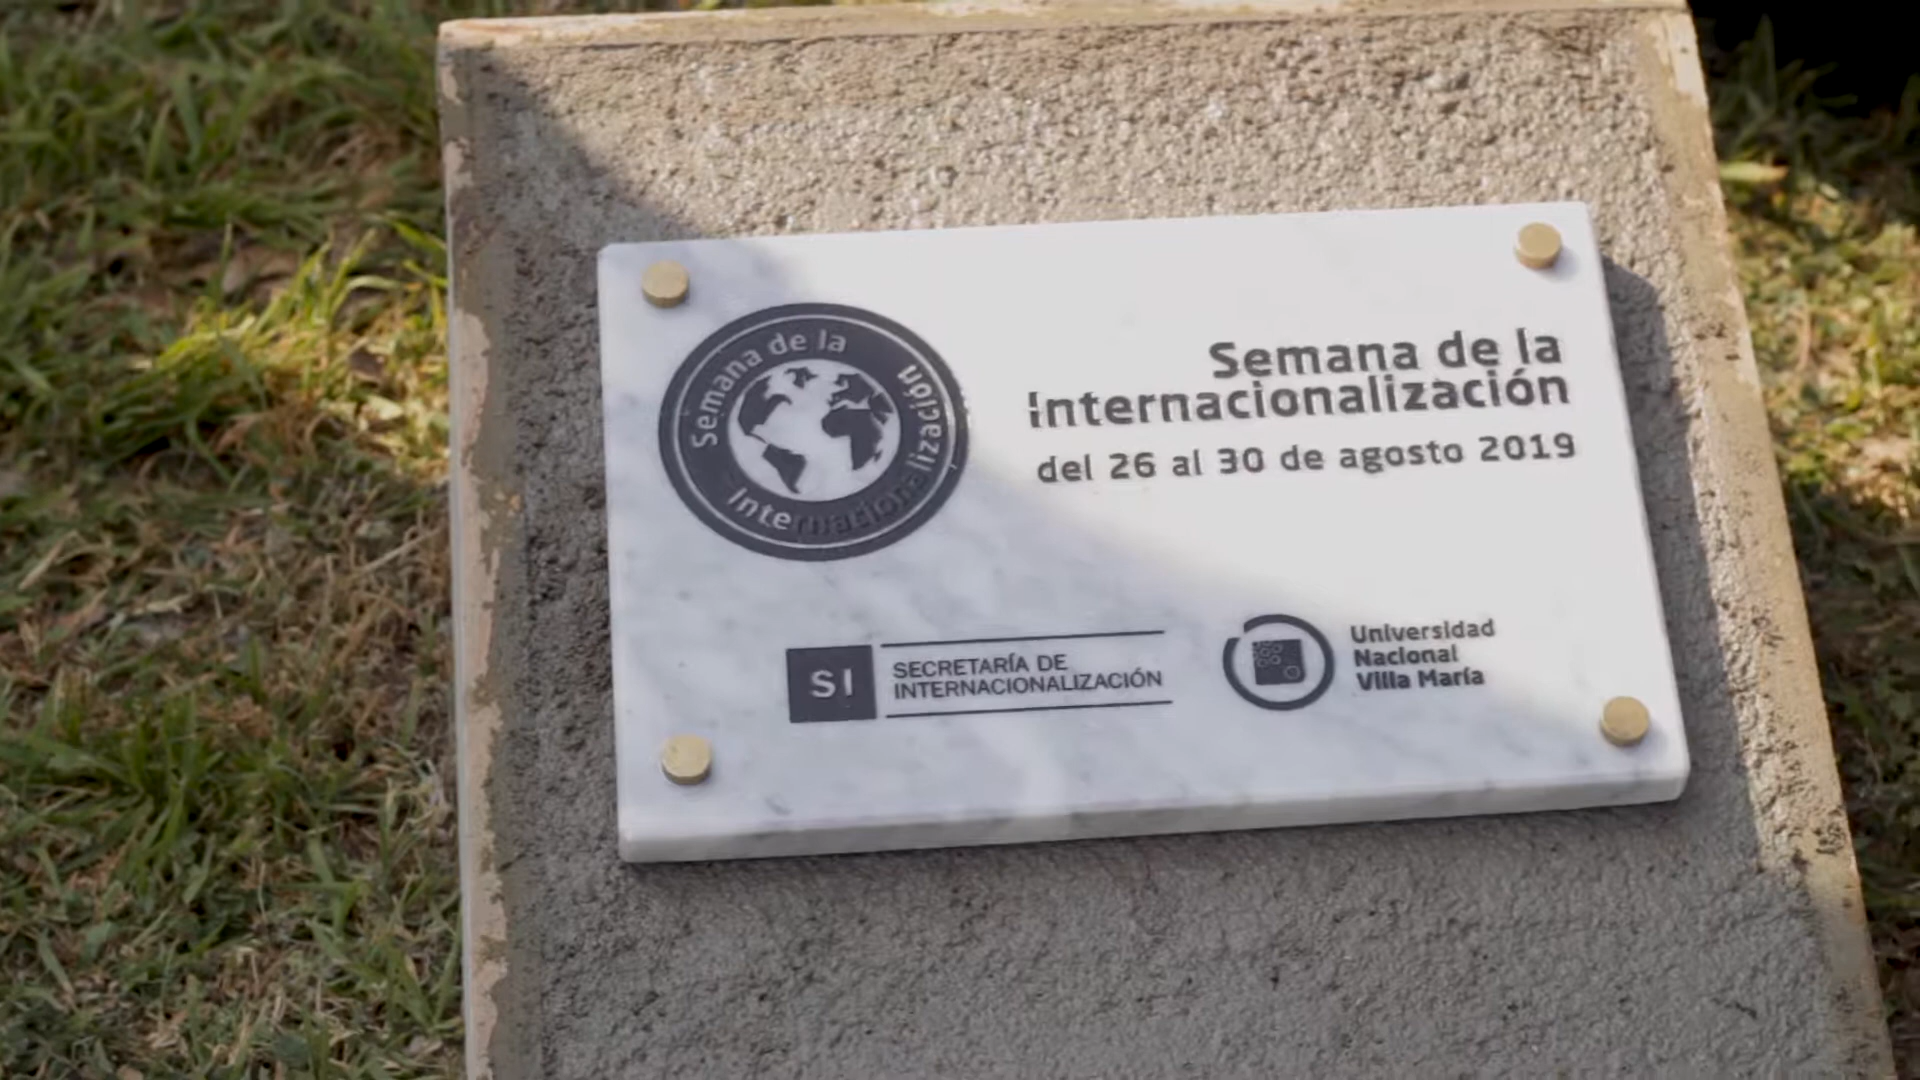 Semana de la
Internacionalización
Semana de la
Internacionalización
del 26 al 30 de agosto 2019
SI
SECRETARÍA DE
INTERNACIONALIZACIÓN
Universidad
Nacional
Villa María